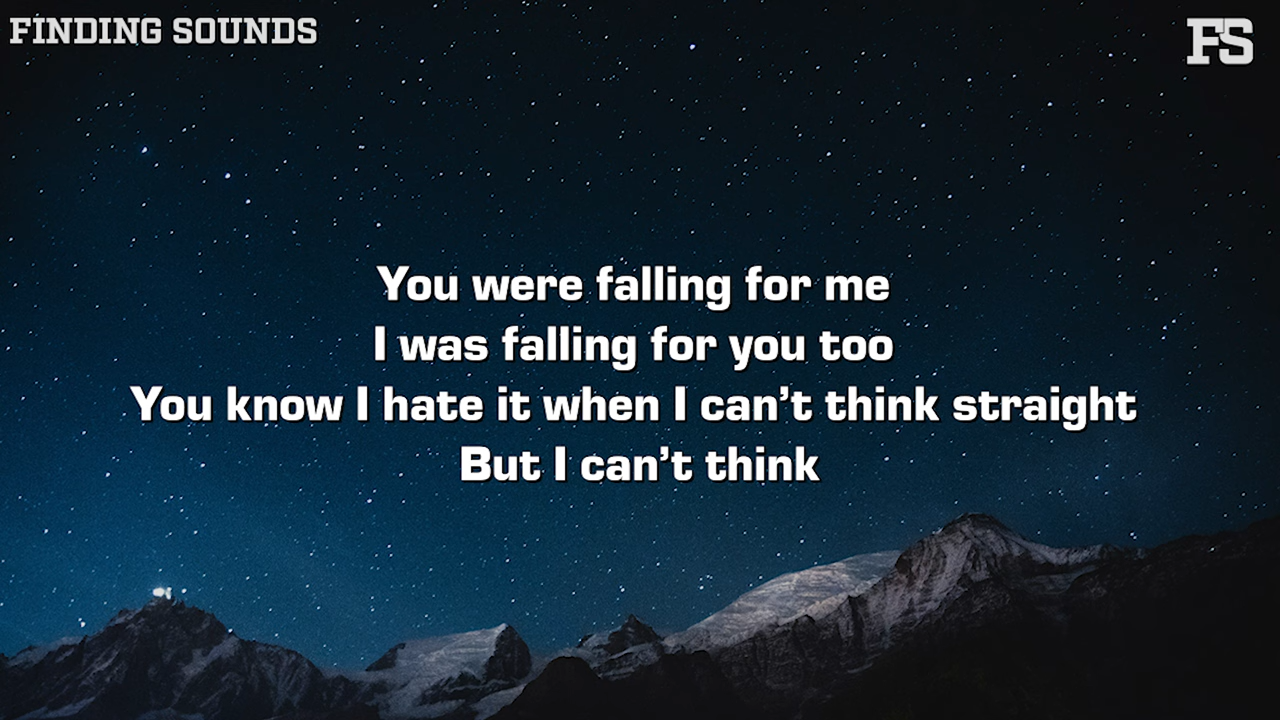 FINDING SOUNDS
FS
You were falling for me
I was falling for you too
You know I hate it when I can’t think straight
But I can’t think